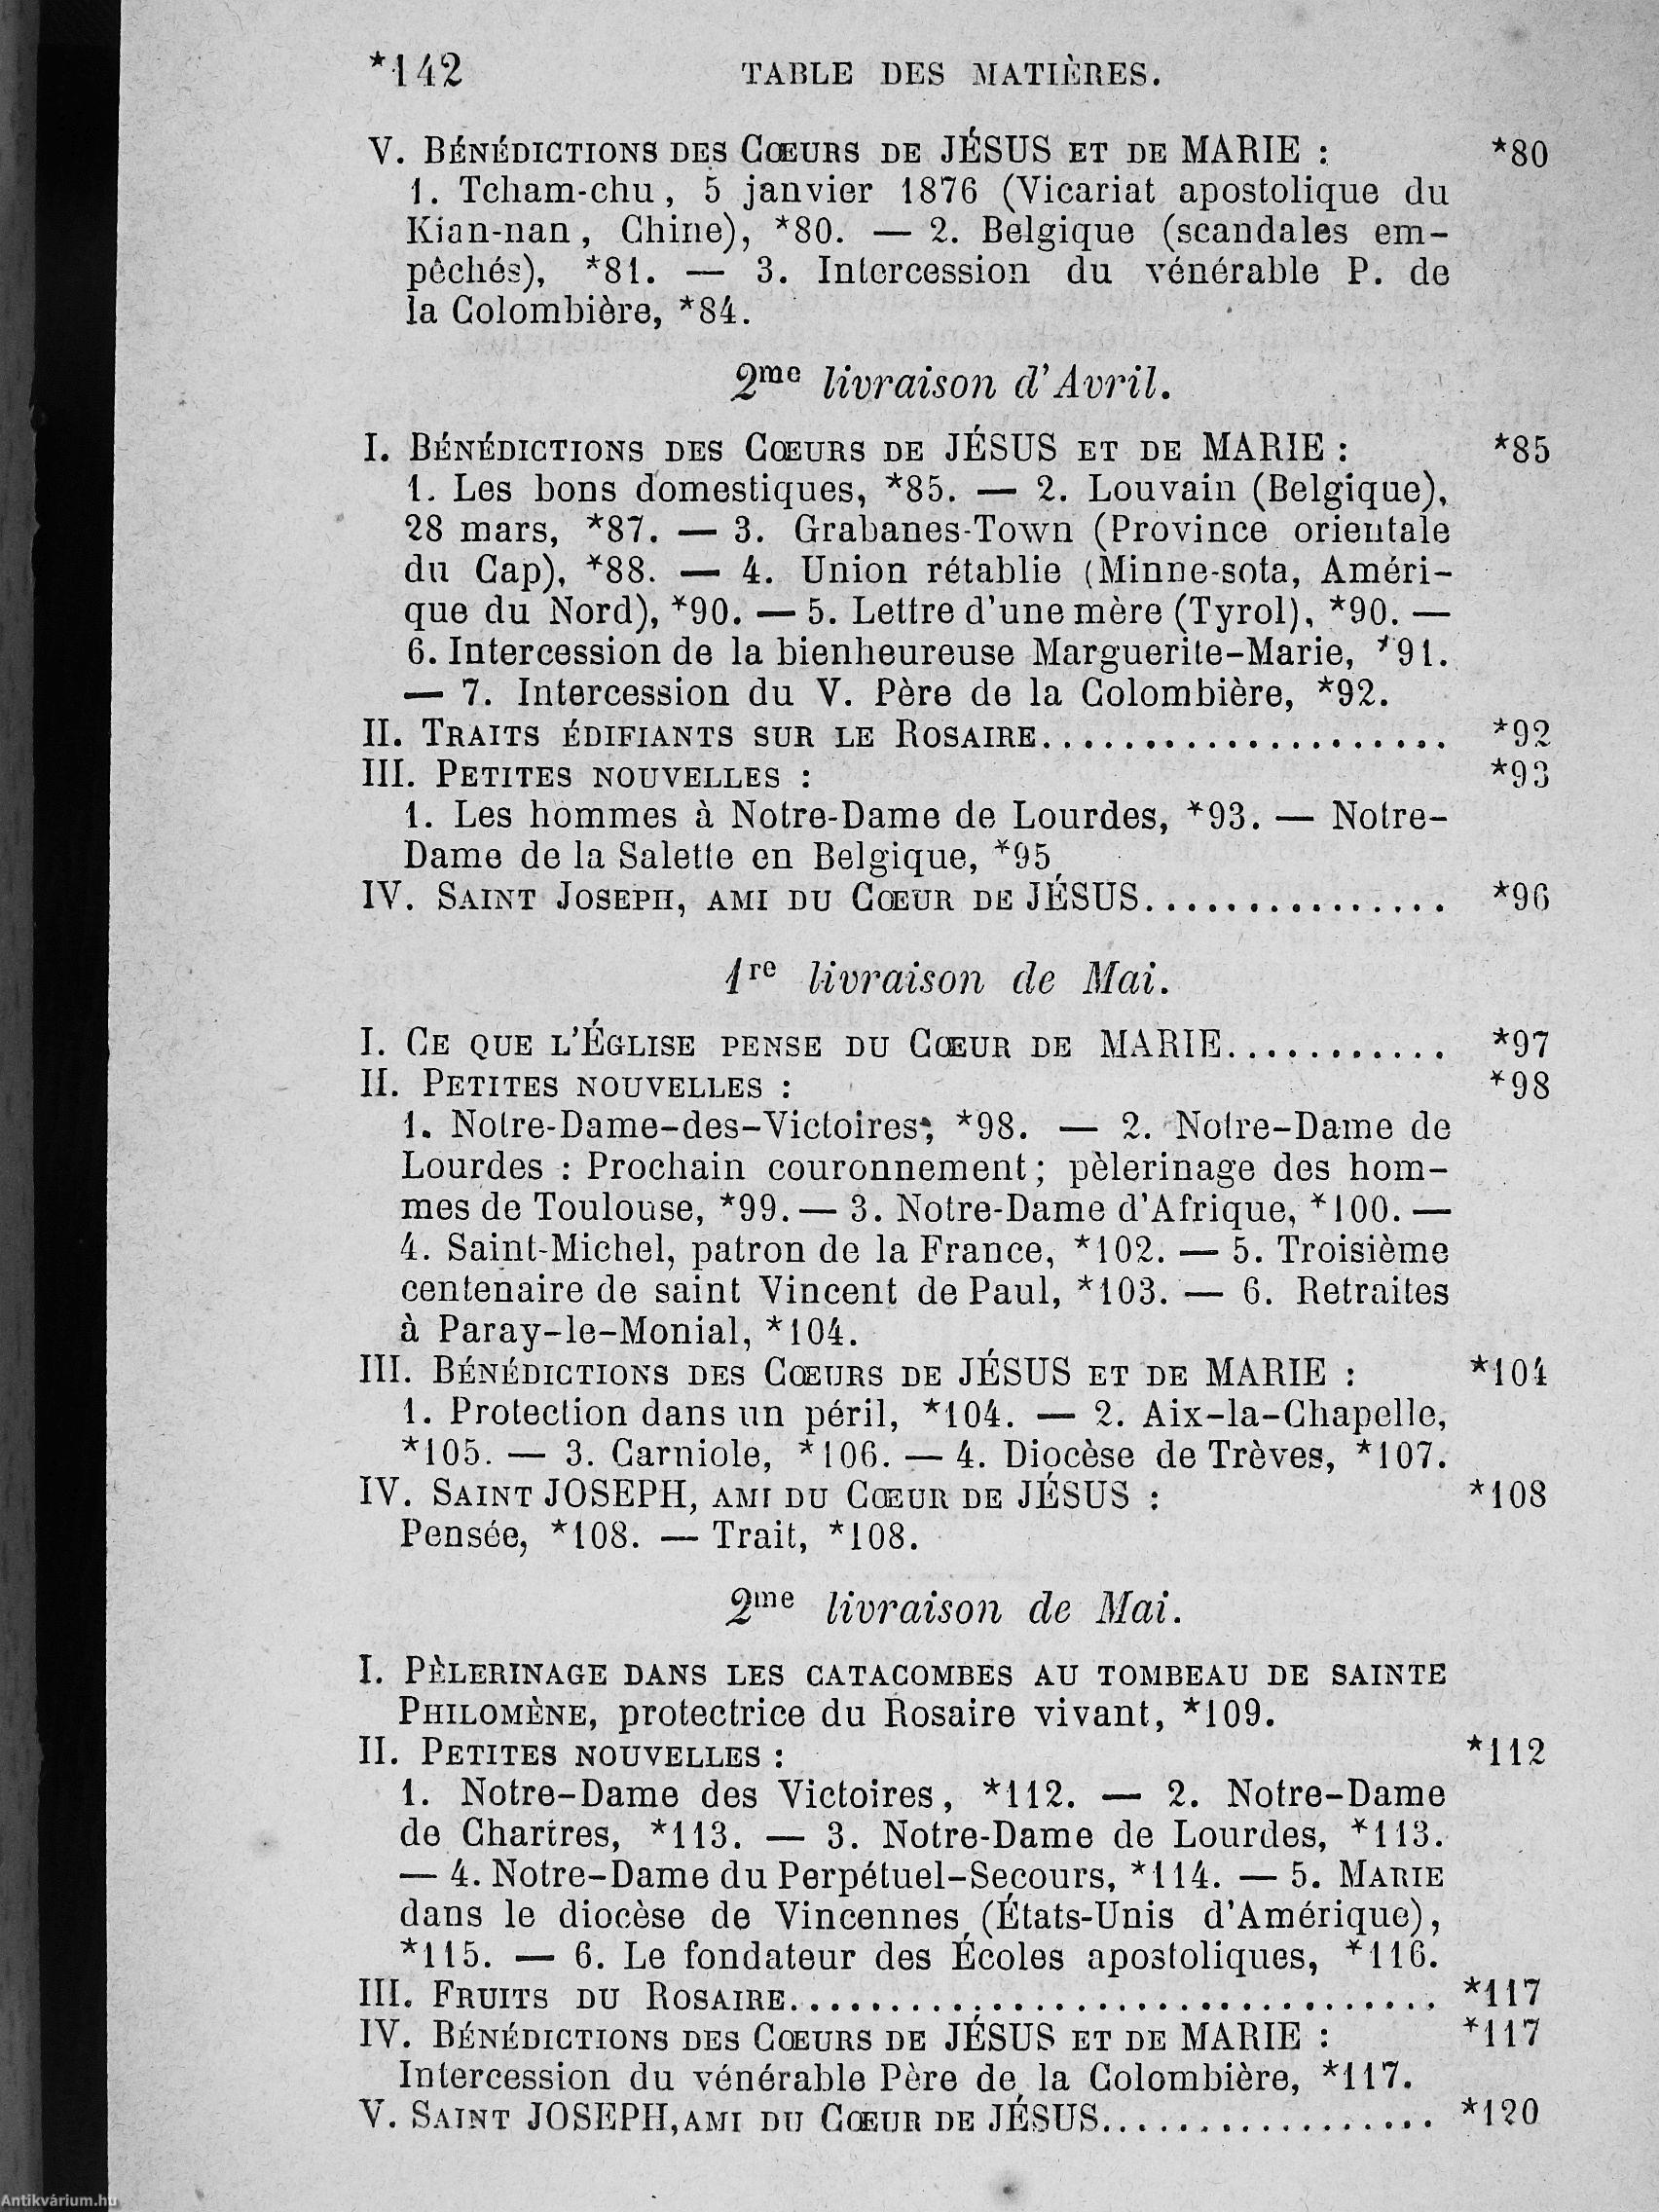 *142 TABLE DES MATIÈRES.
V. BÉNÉDICTIONS DES CŒURS DE JÉSUS ET DE MARIE : *80
1. Tcham-chu, 5 janvier 1876 (Vicariat apostolique du
Kian-nan, Chine), *80. — 2. Belgique (scandales em-
pêchés), *81. — 3. Intercession du vénérable P. de
la Colombière, *84.
2me livraison d'Avril.
I. BÉNÉDICTIONS DES CŒURS DE JÉSUS ET DE MARIE : *85
1. Les bons domestiques, *85. — 2. Louvain (Belgique),
28 mars, *87. — 3. Grabanes-Town (Province orientale
du Cap), *88. — 4. Union rétablie (Minne-sota, Améri-
que du Nord), *90. — 5. Lettre d'une mère (Tyrol), *90. —
6. Intercession de la bienheureuse Marguerite-Marie, *91.
— 7. Intercession du V. Père de la Colombière, *92.
II. TRAITS ÉDIFIANTS SUR LE ROSAIRE.................... *92
III. PETITES NOUVELLES : *93
1. Les hommes à Notre-Dame de Lourdes, *93. — Notre-
Dame de la Salette en Belgique, *95
IV. SAINT JOSEPH, AMI DU CŒUR DE JÉSUS............... *96
1re livraison de Mai.
I. CE QUE L'ÉGLISE PENSE DU CŒUR DE MARIE........... *97
II. PETITES NOUVELLES : *98
1. Notre-Dame-des-Victoires; *98. — 2. Notre-Dame de
Lourdes : Prochain couronnement; pèlerinage des hom-
mes de Toulouse, *99. — 3. Notre-Dame d'Afrique, *100. —
4. Saint-Michel, patron de la France, *102. — 5. Troisième
centenaire de saint Vincent de Paul, *103. — 6. Retraites
à Paray-le-Monial, *104.
III. BÉNÉDICTIONS DES CŒURS DE JÉSUS ET DE MARIE : *104
1. Protection dans un péril, *104. — 2. Aix-la-Chapelle,
*105. — 3. Carniole, *106. — 4. Diocèse de Trèves, *107.
IV. SAINT JOSEPH, AMI DU CŒUR DE JÉSUS : *108
Pensée, *108. — Trait, *108.
2me livraison de Mai.
I. PÈLERINAGE DANS LES CATACOMBES AU TOMBEAU DE SAINTE
PHILOMÈNE, protectrice du Rosaire vivant, *109.
II. PETITES NOUVELLES : *112
1. Notre-Dame des Victoires, *112. — 2. Notre-Dame
de Chartres, *113. — 3. Notre-Dame de Lourdes, *113.
— 4. Notre-Dame du Perpétuel-Secours, *114. — 5. MARIE
dans le diocèse de Vincennes (États-Unis d'Amérique),
*115. — 6. Le fondateur des Écoles apostoliques, *116.
III. FRUITS DU ROSAIRE................................ *117
IV. BÉNÉDICTIONS DES CŒURS DE JÉSUS ET DE MARIE : *117
Intercession du vénérable Père de la Colombière, *117.
V. SAINT JOSEPH, AMI DU CŒUR DE JÉSUS................. *120
Antikvárium.hu